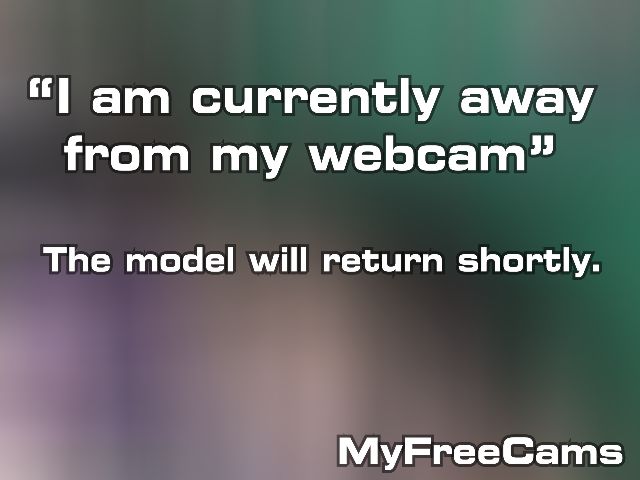 “I am currently away
from my webcam”
The model will return shortly.
MyFreeCams